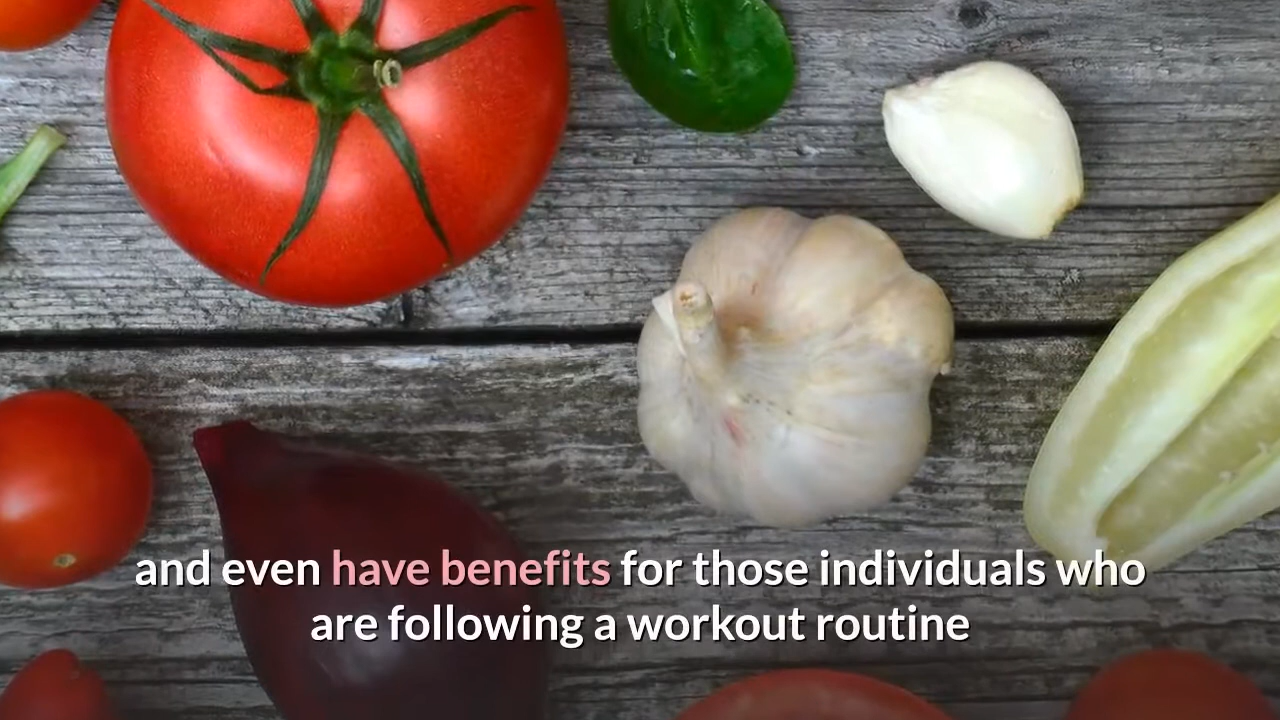 and even have benefits for those individuals who
are following a workout routine